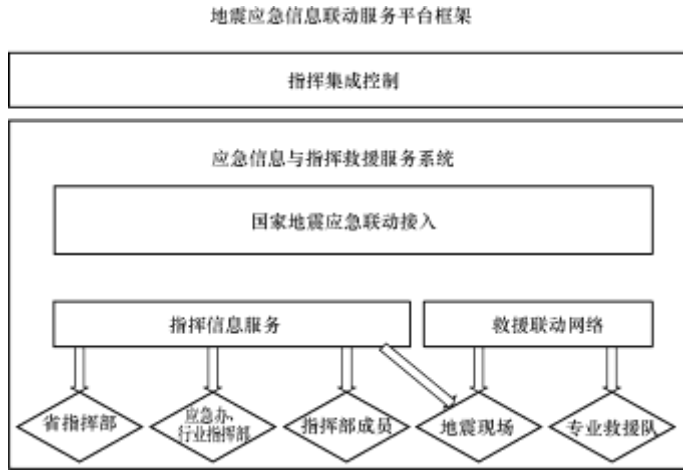 地震应急信息联动服务平台框架
指挥集成控制
应急信息与指挥救援服务系统
国家地震应急联动接入
指挥信息服务
救援联动网络
省指挥部
应急办、
行业指挥部
指挥部成员
地震现场
专业救援队